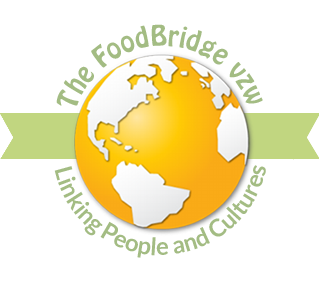 The FoodBridge vzw
Linking People and Cultures